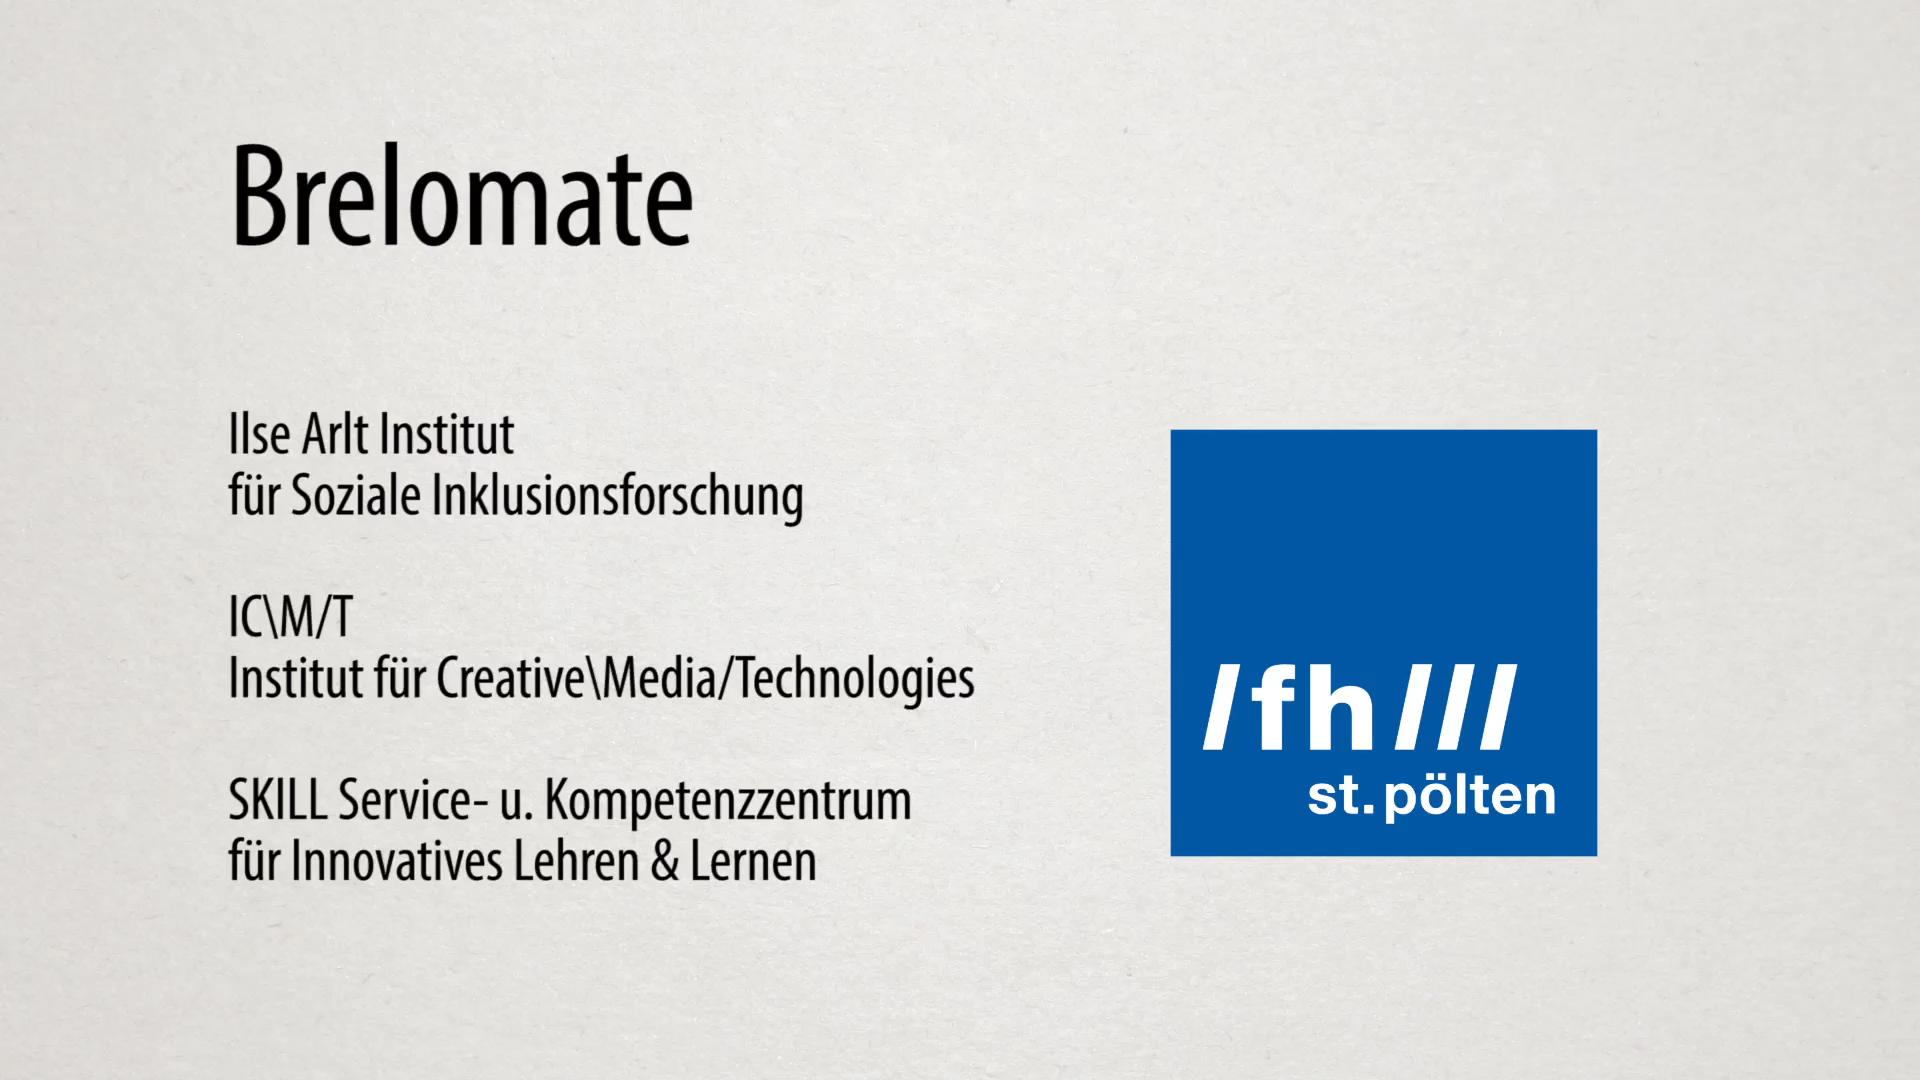 Brelomate
Ilse Arlt Institut
für Soziale Inklusionsforschung
IC\M/T
Institut für Creative\Media/Technologies
SKILL Service- u. Kompetenzzentrum
für Innovatives Lehren & Lernen
/fh///
st.pölten